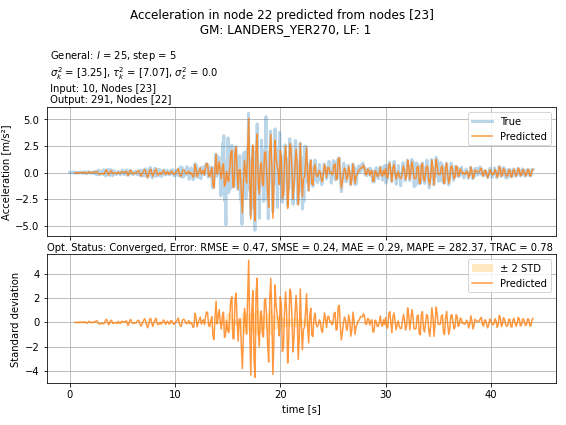 Acceleration in node 22 predicted from nodes [23]
GM: LANDERS_YER270, LF: 1
General: l = 25, step = 5
σ²ₖ = [3.25], τ²ₖ = [7.07], σ²ε = 0.0
Input: 10, Nodes [23]
Output: 291, Nodes [22]
Acceleration [m/s²]
5.0
2.5
0.0
−2.5
−5.0
True
Predicted
Opt. Status: Converged, Error: RMSE = 0.47, SMSE = 0.24, MAE = 0.29, MAPE = 282.37, TRAC = 0.78
Standard deviation
4
2
0
−2
−4
± 2 STD
Predicted
0 10 20 30 40
time [s]